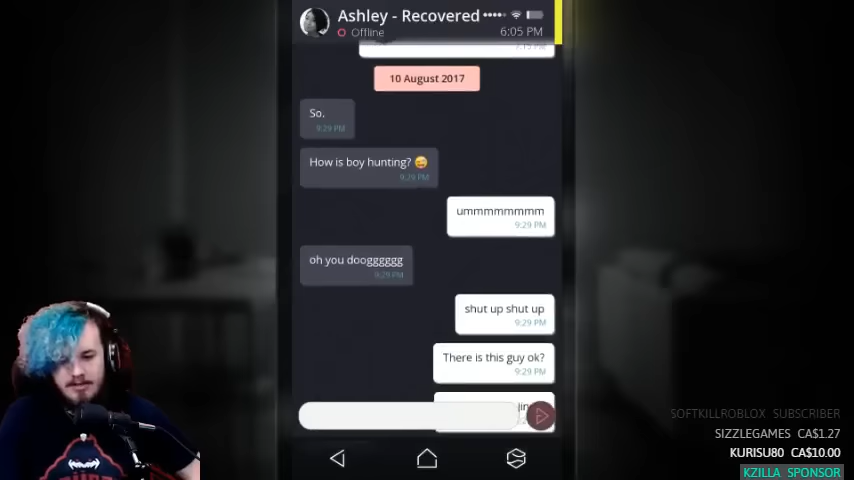 Ashley - Recovered
Offline
6:05 PM
7:15 PM
10 August 2017
So.
9:29 PM
How is boy hunting? 😅
9:29 PM
ummmmmmmm
9:29 PM
oh you doogggggg
9:29 PM
shut up shut up
9:29 PM
There is this guy ok?
9:29 PM
SOFTKILLROBLOX SUBSCRIBER
SIZZLEGAMES CA$1.27
KURISU80 CA$10.00
KZILLA SPONSOR